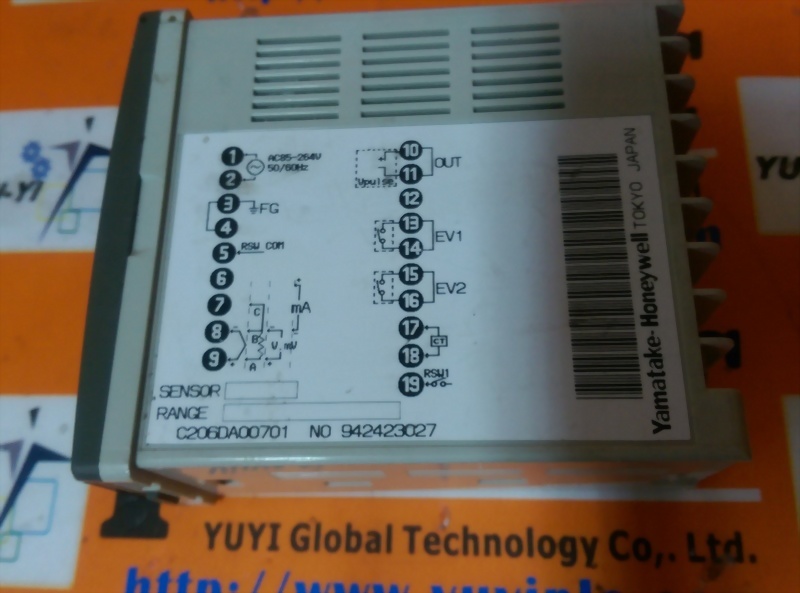 1
AC85-264V
2
50/60Hz
3
FG
4
5
RSW COM
6
7
C
mA
8
B
V mV
9
A
10
OUT
11
Vpulse
12
13
EV1
14
15
EV2
16
17
CT
18
19
RSW1
SENSOR
RANGE
C206DA00701 NO 942423027
Yamatake-Honeywell TOKYO JAPAN
YUYI Global Technology Co,. Ltd.